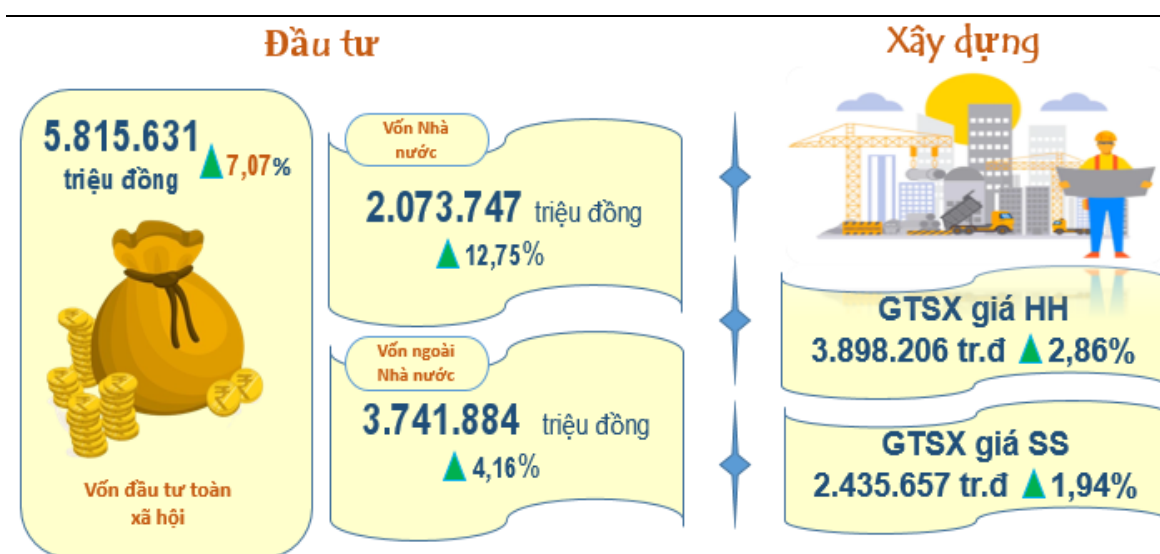 Đầu tư
5.815.631
triệu đồng
7,07%
Vốn đầu tư toàn
xã hội
Vốn Nhà
nước
2.073.747 triệu đồng
12,75%
Vốn ngoài
Nhà nước
3.741.884 triệu đồng
4,16%
Xây dựng
GTSX giá HH
3.898.206 tr.đ 2,86%
GTSX giá SS
2.435.657 tr.đ 1,94%